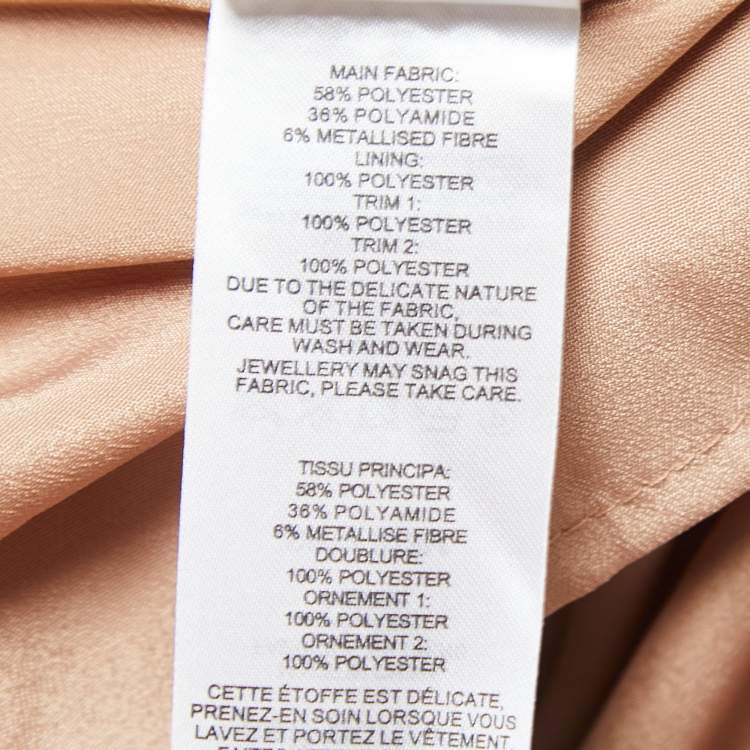 MAIN FABRIC:
58% POLYESTER
36% POLYAMIDE
6% METALLISED FIBRE
LINING:
100% POLYESTER
TRIM 1:
100% POLYESTER
TRIM 2:
100% POLYESTER
DUE TO THE DELICATE NATURE
OF THE FABRIC,
CARE MUST BE TAKEN DURING
WASH AND WEAR.
JEWELLERY MAY SNAG THIS
FABRIC, PLEASE TAKE CARE.
TISSU PRINCIPA:
58% POLYESTER
36% POLYAMIDE
6% METALLISE FIBRE
DOUBLURE:
100% POLYESTER
ORNEMENT 1:
100% POLYESTER
ORNEMENT 2:
100% POLYESTER
CETTE ÉTOFFE EST DÉLICATE,
PRENEZ-EN SOIN LORSQUE VOUS
LAVEZ ET PORTEZ LE VÊTEMENT